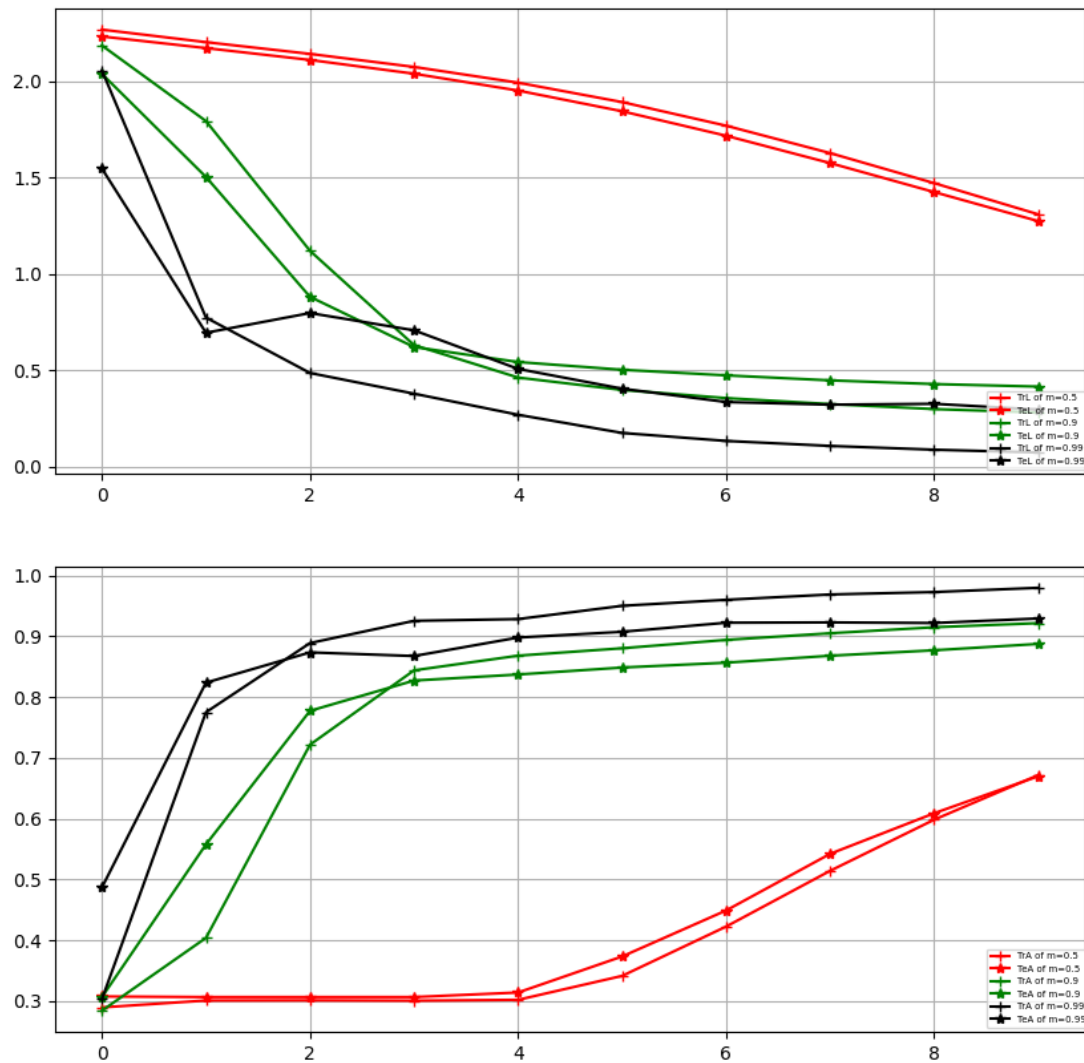 2.0
1.5
1.0
0.5
0.0
TrL of m=0.5
TeL of m=0.5
TrL of m=0.9
TeL of m=0.9
TrL of m=0.99
TeL of m=0.99
0 2 4 6 8
1.0
0.9
0.8
0.7
0.6
0.5
0.4
0.3
TrA of m=0.5
TeA of m=0.5
TrA of m=0.9
TeA of m=0.9
TrA of m=0.99
TeA of m=0.99
0 2 4 6 8